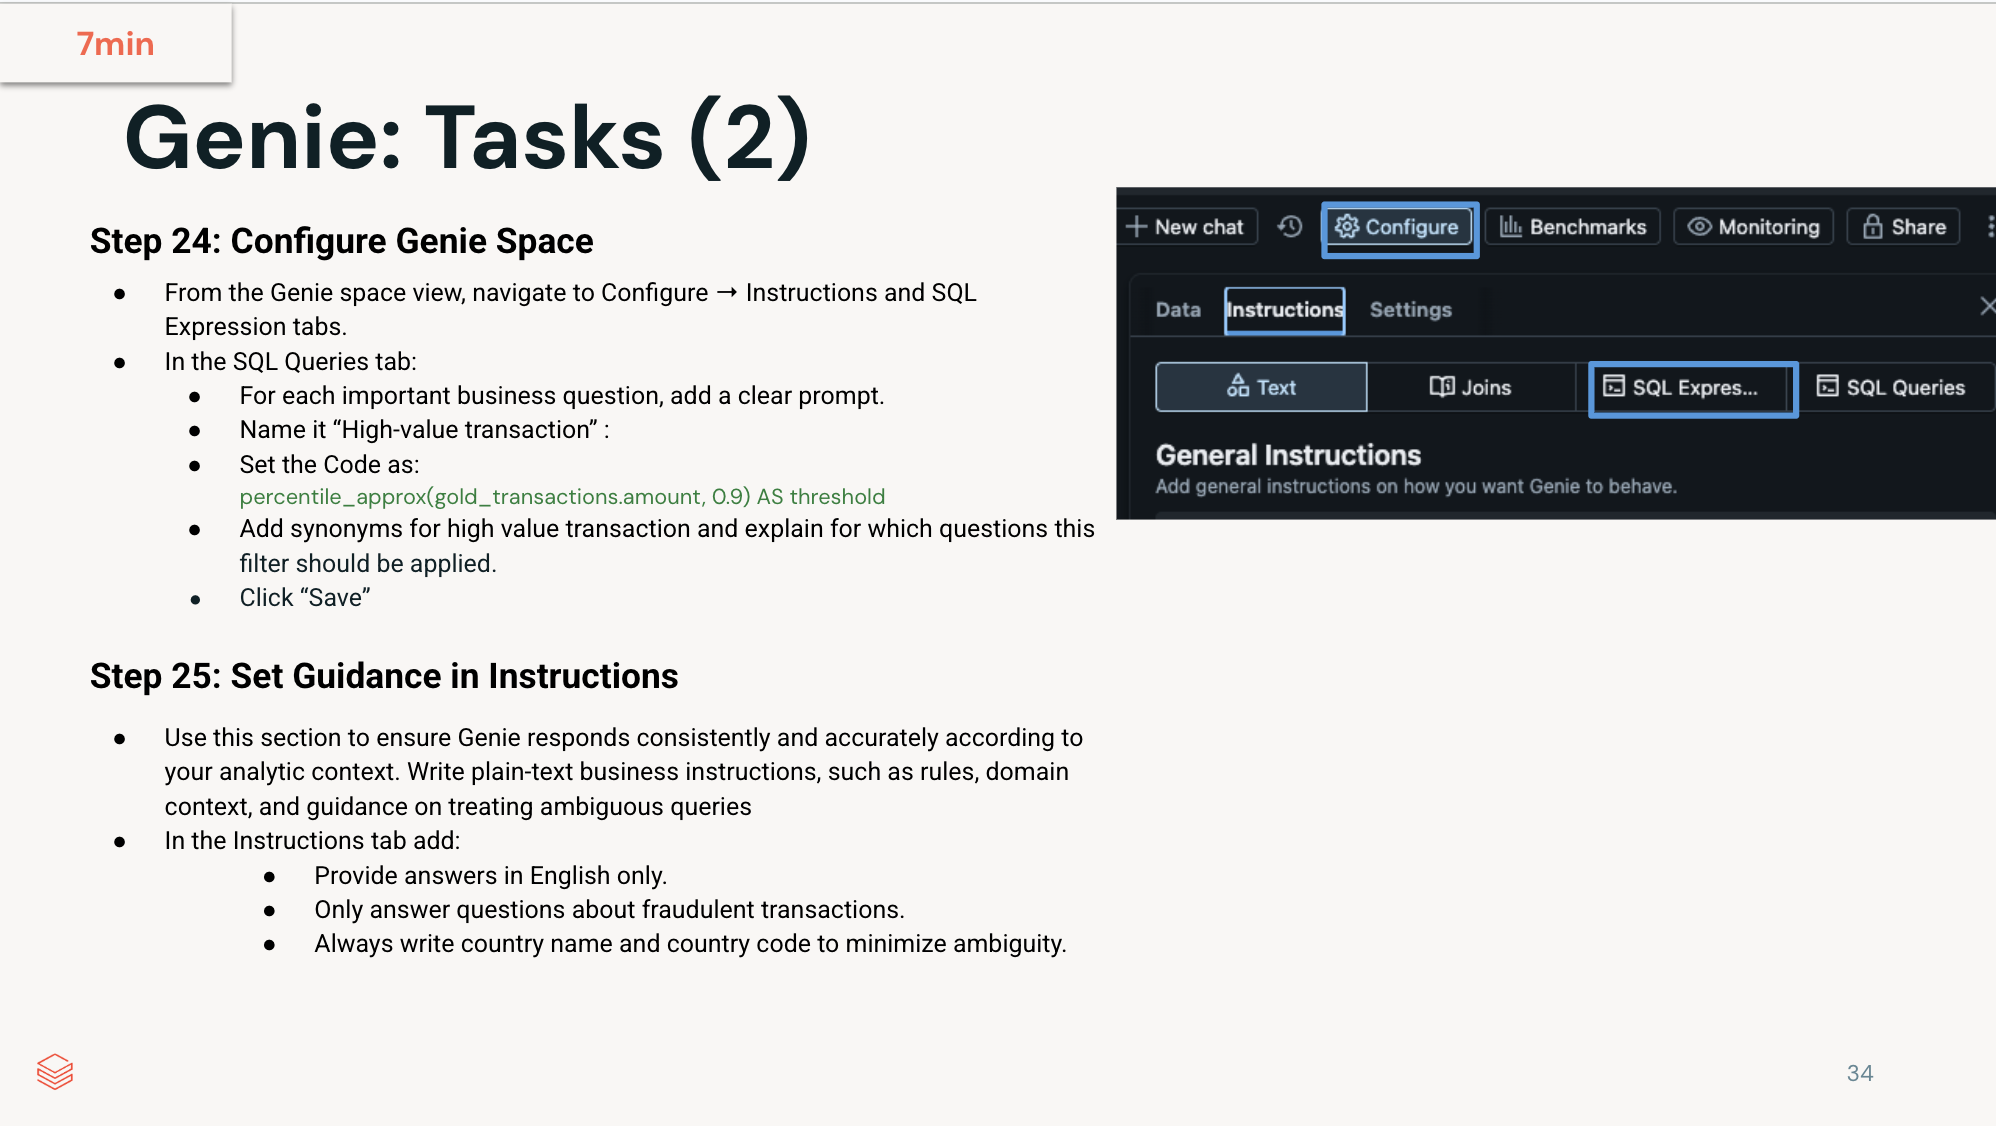 7min
Genie: Tasks (2)
Step 24: Configure Genie Space
● From the Genie space view, navigate to Configure → Instructions and SQL
Expression tabs.
● In the SQL Queries tab:
● For each important business question, add a clear prompt.
● Name it “High-value transaction” :
● Set the Code as:
percentile_approx(gold_transactions.amount, 0.9) AS threshold
● Add synonyms for high value transaction and explain for which questions this
filter should be applied.
● Click “Save”
Step 25: Set Guidance in Instructions
● Use this section to ensure Genie responds consistently and accurately according to
your analytic context. Write plain-text business instructions, such as rules, domain
context, and guidance on treating ambiguous queries
● In the Instructions tab add:
● Provide answers in English only.
● Only answer questions about fraudulent transactions.
● Always write country name and country code to minimize ambiguity.
New chat Configure Benchmarks Monitoring Share
Data Instructions Settings
Text Joins SQL Expres... SQL Queries
General Instructions
Add general instructions on how you want Genie to behave.
34